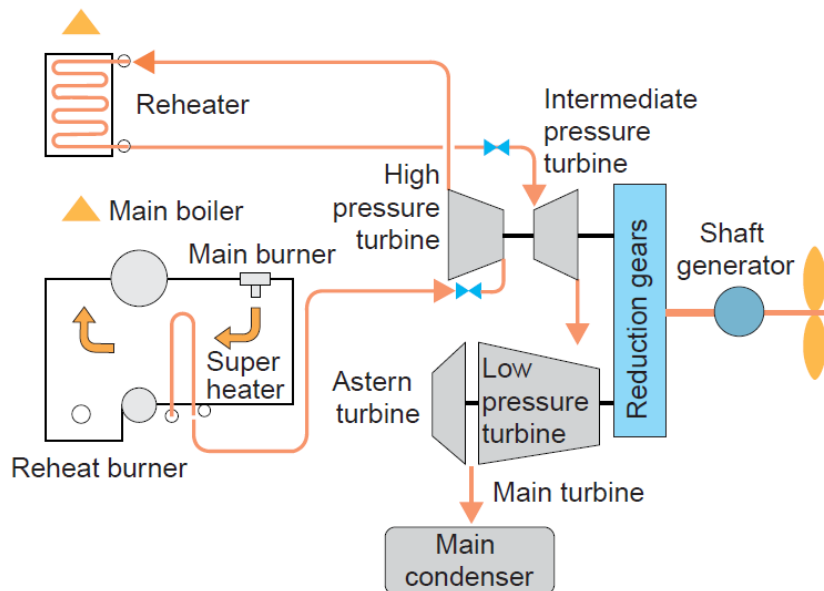 Reheater
Intermediate
pressure
turbine
High
pressure
turbine
Main boiler
Main burner
Super
heater
Reheat burner
Astern
turbine
Low
pressure
turbine
Reduction gears
Shaft
generator
Main turbine
Main
condenser